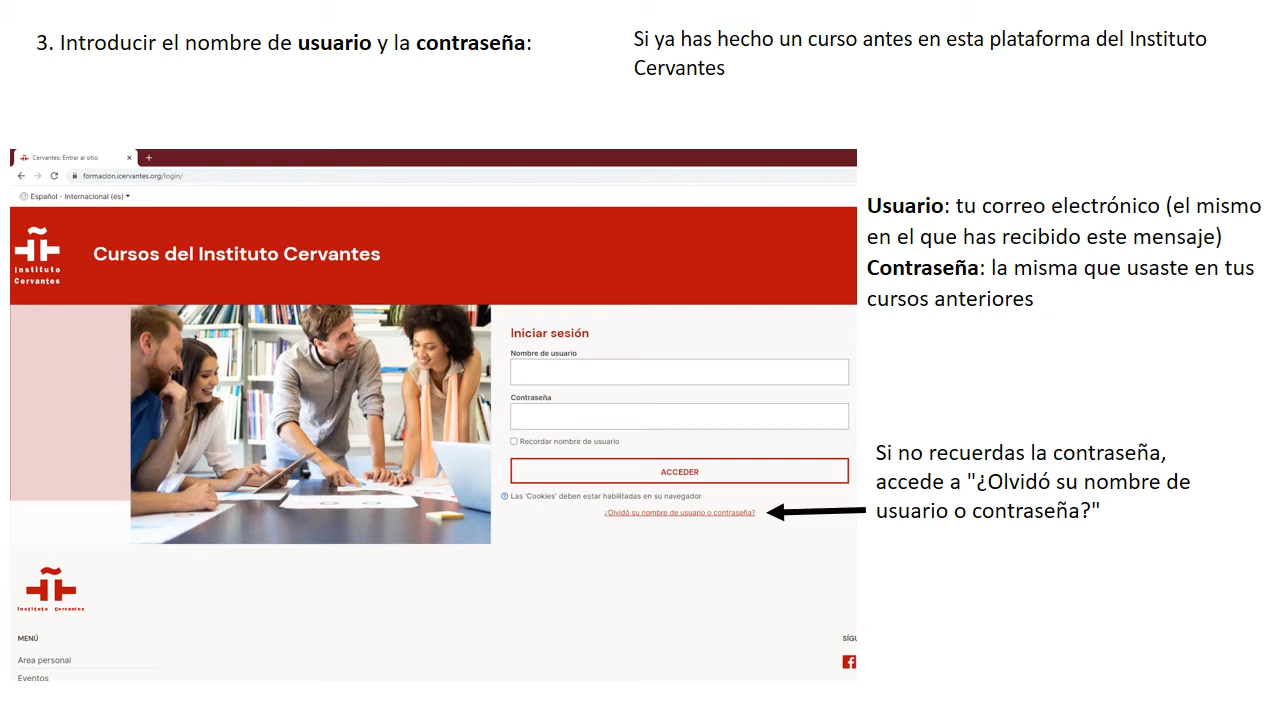 3. Introducir el nombre de usuario y la contraseña:
Si ya has hecho un curso antes en esta plataforma del Instituto
Cervantes
Cervantes: Entrar al sitio
formacion.icervantes.org/login/
Español - Internacional (es)
Instituto
Cervantes
Cursos del Instituto Cervantes
Usuario: tu correo electrónico (el mismo
en el que has recibido este mensaje)
Contraseña: la misma que usaste en tus
cursos anteriores
Iniciar sesión
Nombre de usuario
Contraseña
Recordar nombre de usuario
ACCEDER
Las 'Cookies' deben estar habilitadas en su navegador
¿Olvidó su nombre de usuario o contraseña?
Si no recuerdas la contraseña,
accede a "¿Olvidó su nombre de
usuario o contraseña?"
Instituto Cervantes
MENÚ
SÍGU
Area personal
Eventos